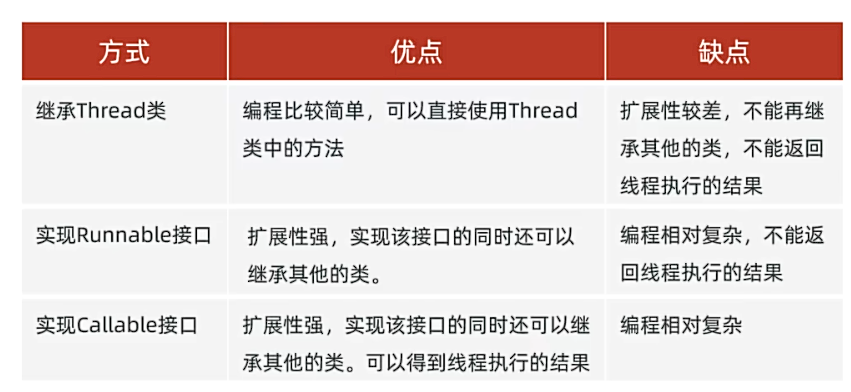 方式 优点 缺点
继承Thread类 编程比较简单，可以直接使用Thread 扩展性较差，不能再继
类中的方法 承其他的类，不能返回
线程执行的结果
实现Runnable接口 扩展性强，实现该接口的同时还可以 编程相对复杂，不能返
继承其他的类。 回线程执行的结果
实现Callable接口 扩展性强，实现该接口的同时还可以继 编程相对复杂
承其他的类。可以得到线程执行的结果